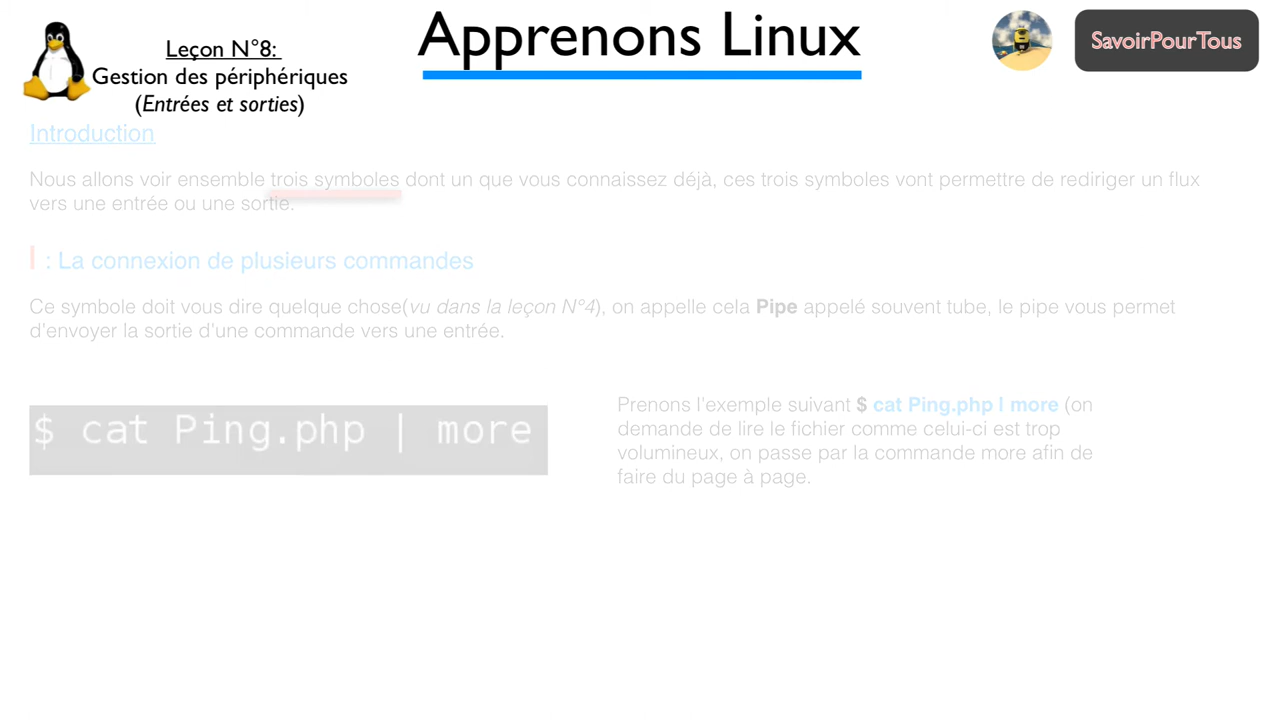 Apprenons Linux
SavoirPourTous
Leçon N°8:
Gestion des périphériques
(Entrées et sorties)
Introduction
Nous allons voir ensemble trois symboles dont un que vous connaissez déjà, ces trois symboles vont permettre de rediriger un flux
vers une entrée ou une sortie.
| : La connexion de plusieurs commandes
Ce symbole doit vous dire quelque chose(vu dans la leçon N°4), on appelle cela Pipe appelé souvent tube, le pipe vous permet
d'envoyer la sortie d'une commande vers une entrée.
$ cat Ping.php | more
Prenons l'exemple suivant $ cat Ping.php | more (on
demande de lire le fichier comme celui-ci est trop
volumineux, on passe par la commande more afin de
faire du page à page.